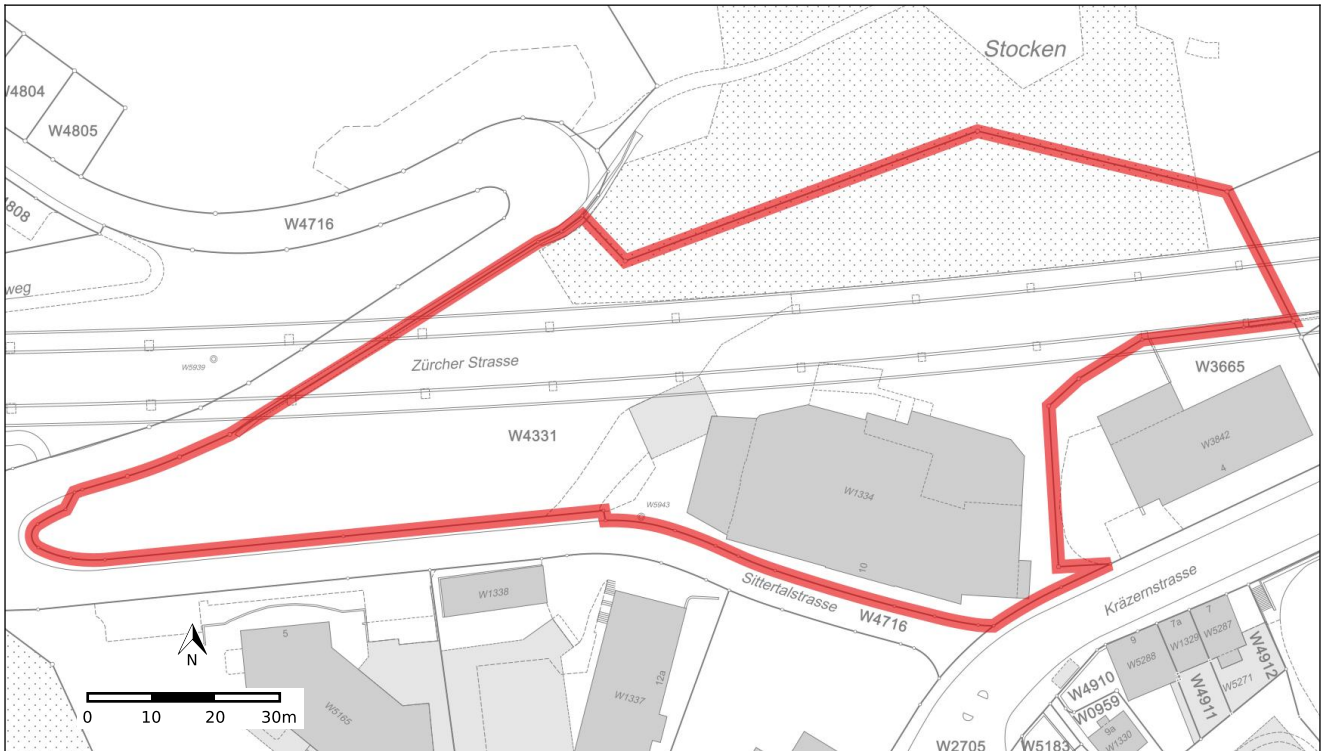 Stocken
W4804
W4805
W4716
4808
weg
W5939
Zürcher Strasse
W4331
W3665
W3842
4
W5943
W1334
10
Sittertalstrasse
W4716
Kräzernstrasse
W1338
5
W5165
12a
W1337
N
0 10 20 30m
9
7a
7
W5288
W1329
W5287
W4912
W5271
W4911
W4910
W0959
9a
W1330
W5183
W2705